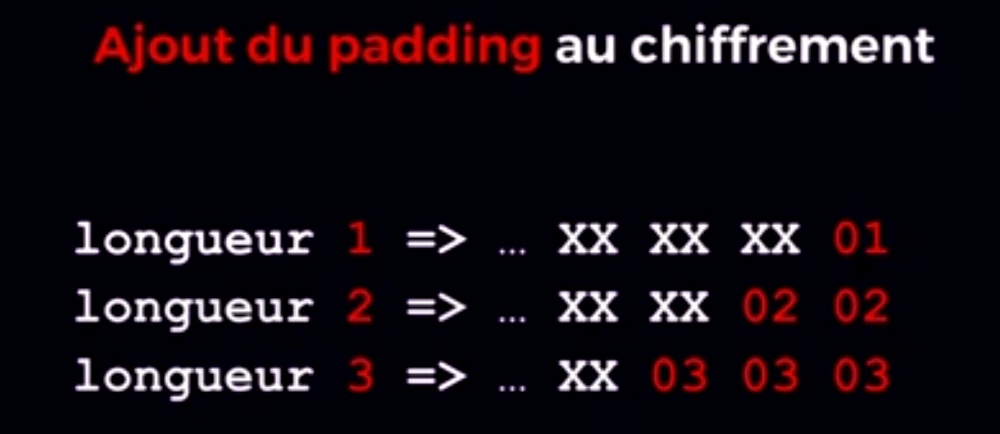 Ajout du padding au chiffrement
longueur 1 => ... XX XX XX 01
longueur 2 => ... XX XX 02 02
longueur 3 => ... XX 03 03 03